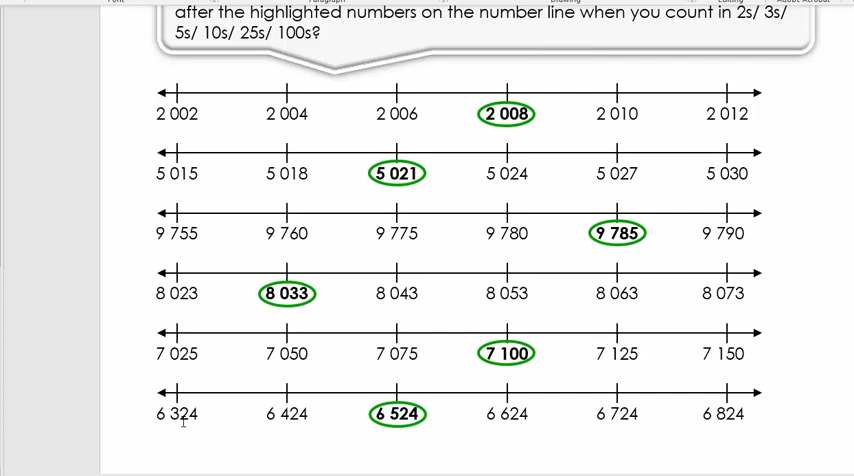 after the highlighted numbers on the number line when you count in 2s/ 3s/
5s/ 10s/ 25s/ 100s?
2 002 2 004 2 006 2 008 2 010 2 012
5 015 5 018 5 021 5 024 5 027 5 030
9 755 9 760 9 775 9 780 9 785 9 790
8 023 8 033 8 043 8 053 8 063 8 073
7 025 7 050 7 075 7 100 7 125 7 150
6 324 6 424 6 524 6 624 6 724 6 824